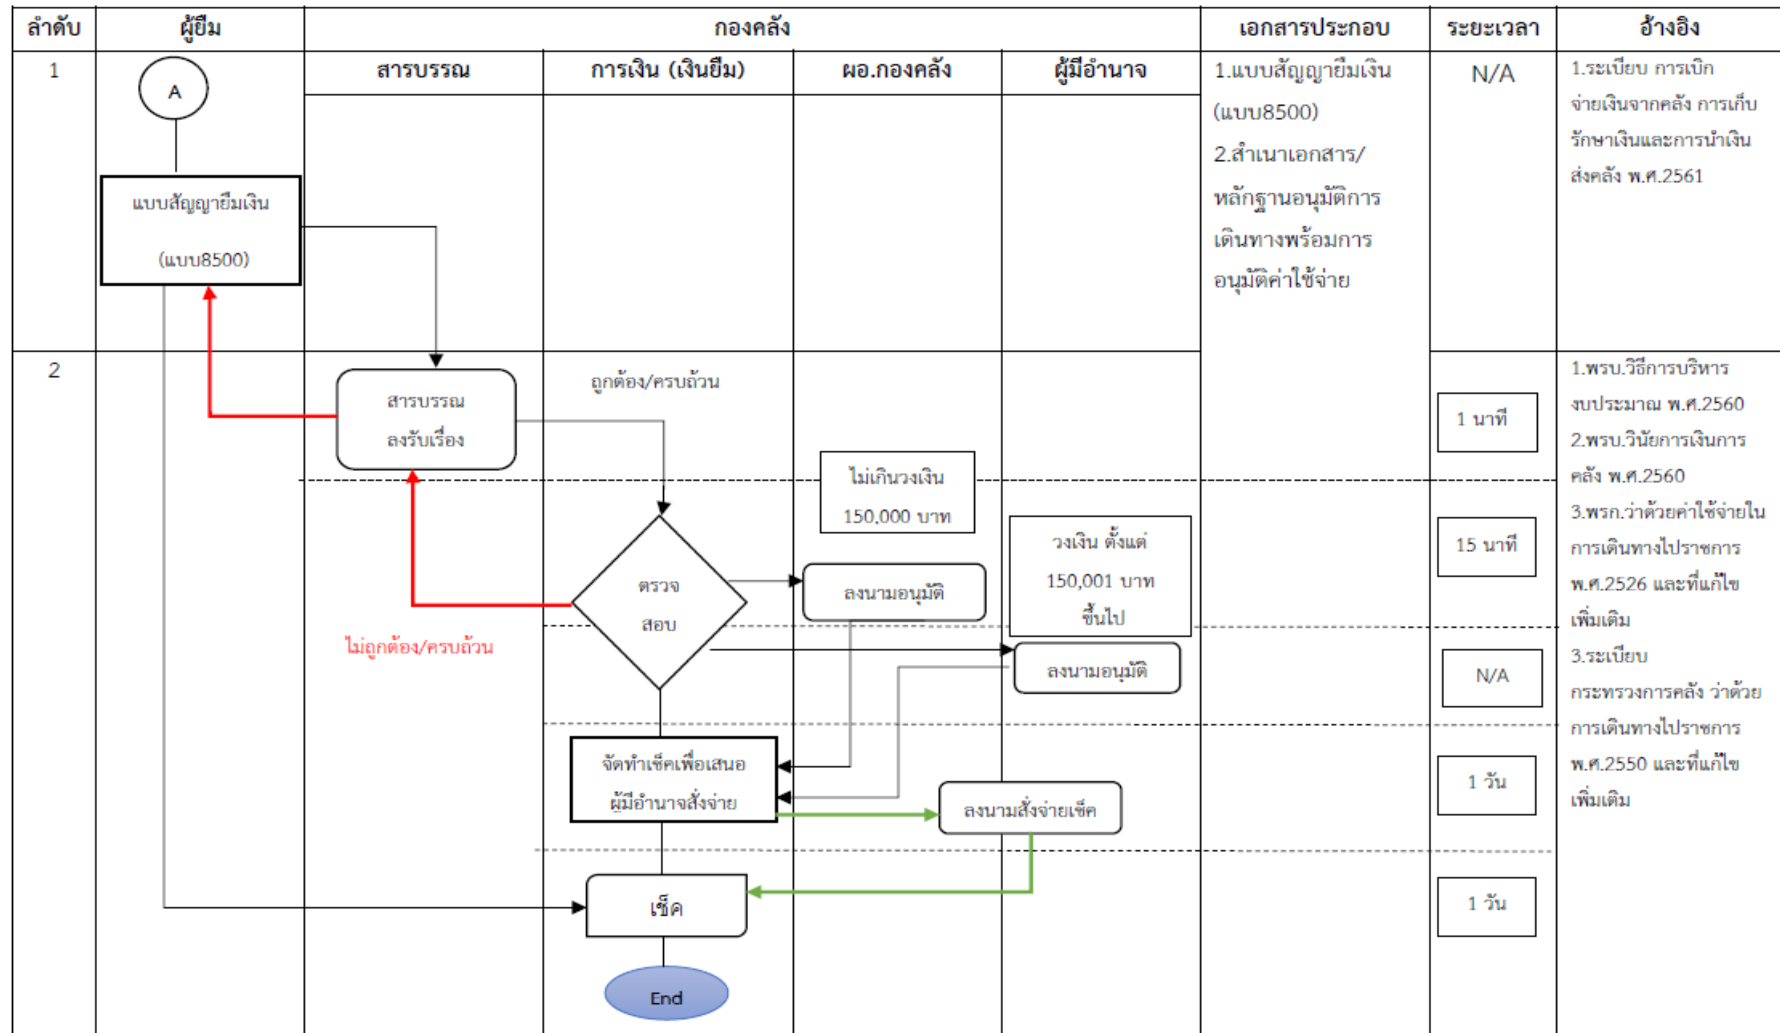 ลำดับ
ผู้ยืม
กองคลัง
เอกสารประกอบ
ระยะเวลา
อ้างอิง
สารบรรณ
การเงิน (เงินยืม)
ผอ.กองคลัง
ผู้มีอำนาจ
1
A
แบบสัญญายืมเงิน
(แบบ8500)
1.แบบสัญญายืมเงิน
(แบบ8500)
2.สำเนาเอกสาร/
หลักฐานอนุมัติการ
เดินทางพร้อมการ
อนุมัติค่าใช้จ่าย
N/A
1.ระเบียบ การเบิก
จ่ายเงินจากคลัง การเก็บ
รักษาเงินและการนำเงิน
ส่งคลัง พ.ศ.2561
2
สารบรรณ
ลงรับเรื่อง
ถูกต้อง/ครบถ้วน
ไม่เกินวงเงิน
150,000 บาท
วงเงิน ตั้งแต่
150,001 บาท
ขึ้นไป
ตรวจ
สอบ
ลงนามอนุมัติ
ไม่ถูกต้อง/ครบถ้วน
ลงนามอนุมัติ
จัดทำเช็คเพื่อเสนอ
ผู้มีอำนาจสั่งจ่าย
ลงนามสั่งจ่ายเช็ค
เช็ค
End
1 นาที
15 นาที
N/A
1 วัน
1 วัน
1.พรบ.วิธีการบริหาร
งบประมาณ พ.ศ.2560
2.พรบ.วินัยการเงินการ
คลัง พ.ศ.2560
3.พรก.ว่าด้วยค่าใช้จ่ายใน
การเดินทางไปราชการ
พ.ศ.2526 และที่แก้ไข
เพิ่มเติม
3.ระเบียบ
กระทรวงการคลัง ว่าด้วย
การเดินทางไปราชการ
พ.ศ.2550 และที่แก้ไข
เพิ่มเติม